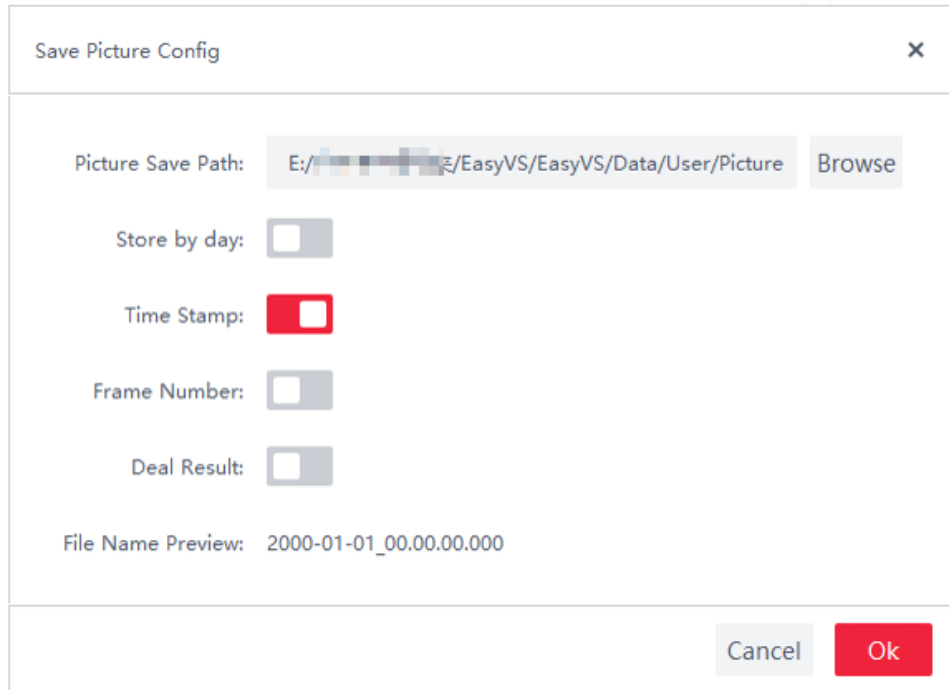 Save Picture Config
Picture Save Path: E:/ /EasyVS/EasyVS/Data/User/Picture Browse
Store by day:
Time Stamp:
Frame Number:
Deal Result:
File Name Preview: 2000-01-01_00.00.00.000
Cancel Ok